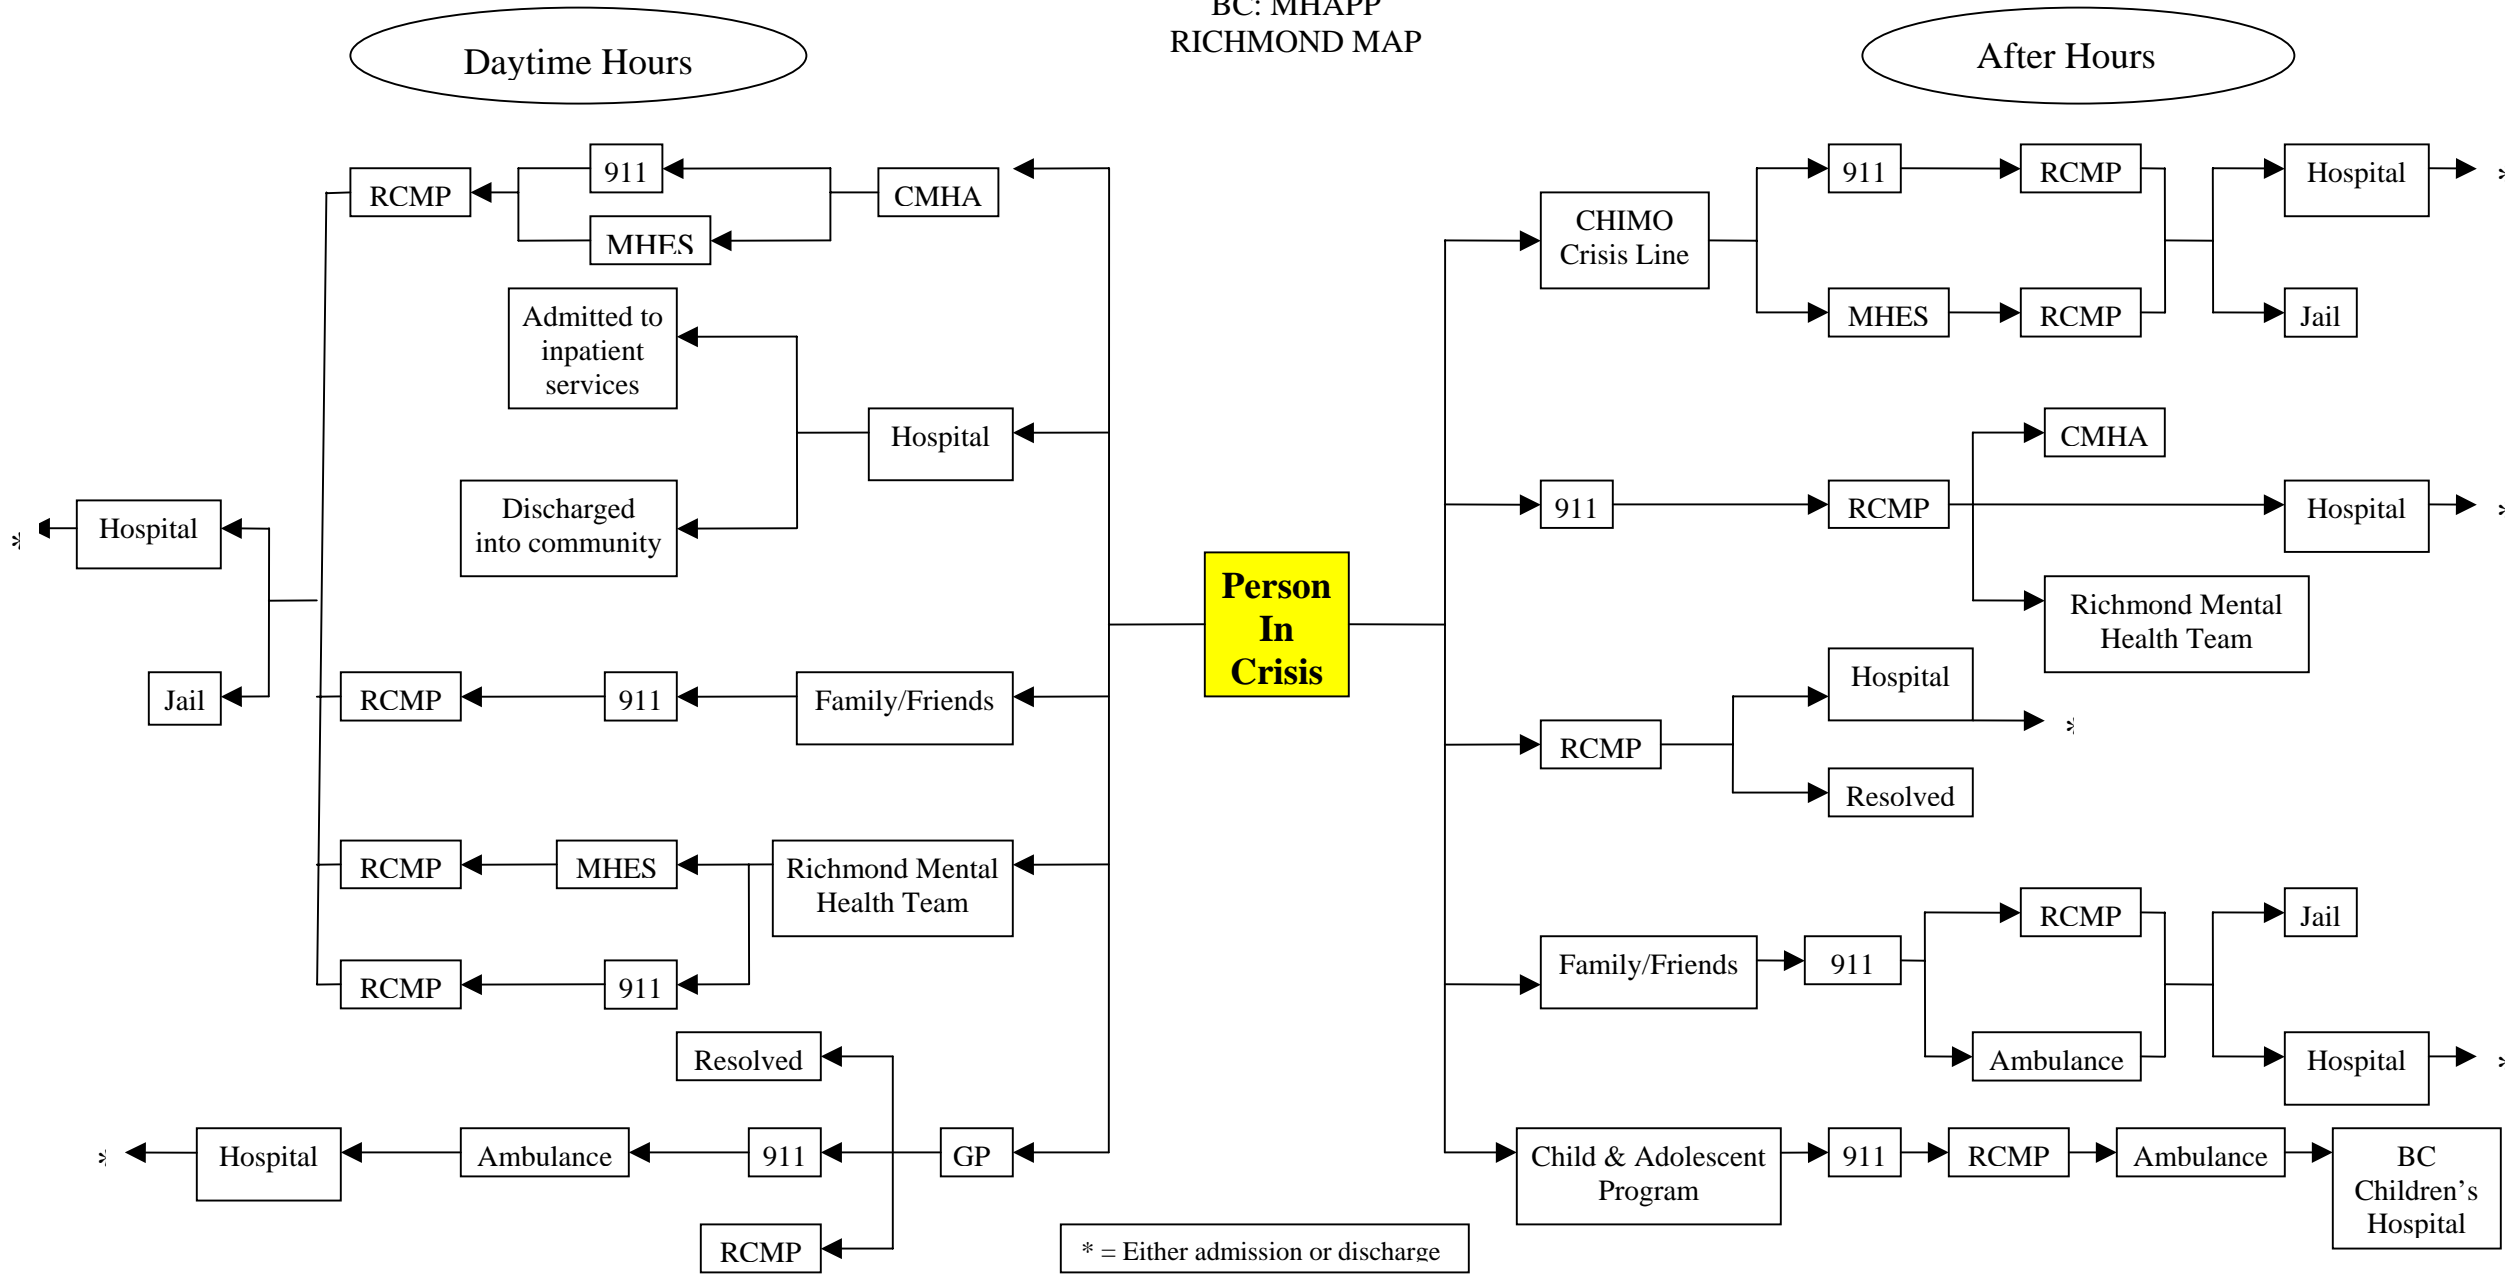 BC: MHAPP
RICHMOND MAP
Daytime Hours
After Hours
911
RCMP
CMHA
MHES
Admitted to
inpatient
services
Hospital
Discharged
into community
*
Hospital
Jail
RCMP
911
Family/Friends
RCMP
MHES
Richmond Mental
Health Team
RCMP
911
Resolved
*
Hospital
Ambulance
911
GP
RCMP
Person
In
Crisis
CHIMO
Crisis Line
911
RCMP
Hospital
*
MHES
RCMP
Jail
CMHA
911
RCMP
Hospital
*
Richmond Mental
Health Team
Hospital
*
RCMP
Resolved
RCMP
Jail
Family/Friends
911
Ambulance
Hospital
*
Child & Adolescent
Program
911
RCMP
Ambulance
BC
Children’s
Hospital
* = Either admission or discharge